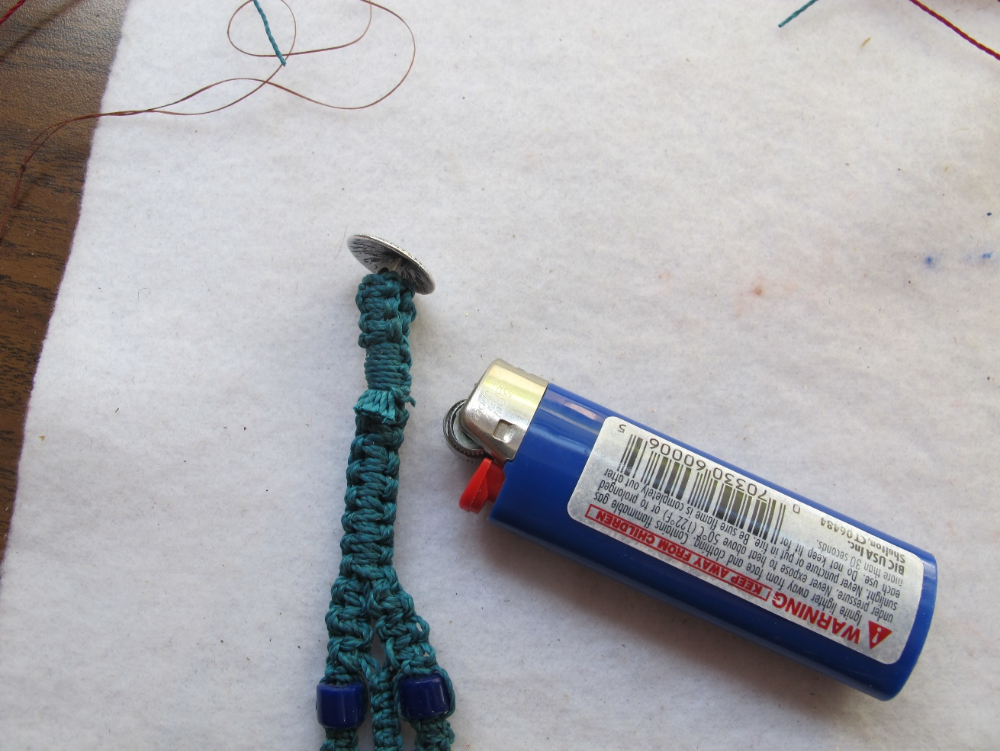 WARNING KEEP AWAY FROM CHILDREN
Ignite lighter away from face and clothing. Contains flammable gas
under pressure. Never expose to heat above 50°C (122°F) or to prolonged
sunlight. Never puncture or put in fire. Be sure flame is completely out after
each use. Do not keep lit for
more than 30 seconds.
BIC USA Inc.
Shelton, CT 06484
0 70330 60006 5